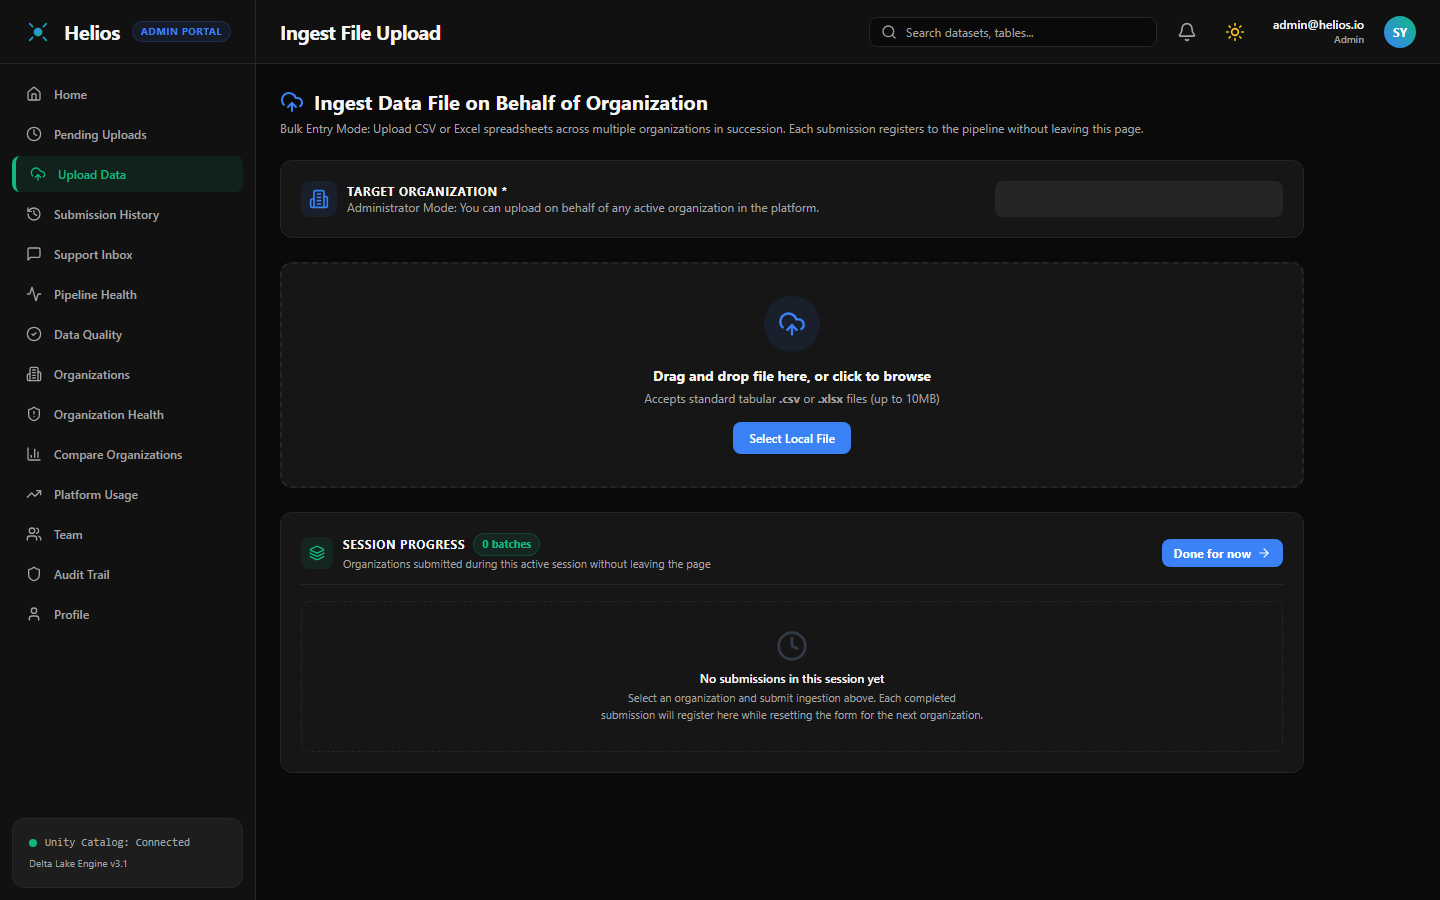 Helios
ADMIN PORTAL
Ingest File Upload
Search datasets, tables...
admin@helios.io
Admin
SY
Home
Pending Uploads
Upload Data
Submission History
Support Inbox
Pipeline Health
Data Quality
Organizations
Organization Health
Compare Organizations
Platform Usage
Team
Audit Trail
Profile
Unity Catalog: Connected
Delta Lake Engine v3.1
Ingest Data File on Behalf of Organization
Bulk Entry Mode: Upload CSV or Excel spreadsheets across multiple organizations in succession. Each submission registers to the pipeline without leaving this page.
TARGET ORGANIZATION *
Administrator Mode: You can upload on behalf of any active organization in the platform.
Drag and drop file here, or click to browse
Accepts standard tabular .csv or .xlsx files (up to 10MB)
Select Local File
SESSION PROGRESS
0 batches
Organizations submitted during this active session without leaving the page
Done for now
No submissions in this session yet
Select an organization and submit ingestion above. Each completed
submission will register here while resetting the form for the next organization.